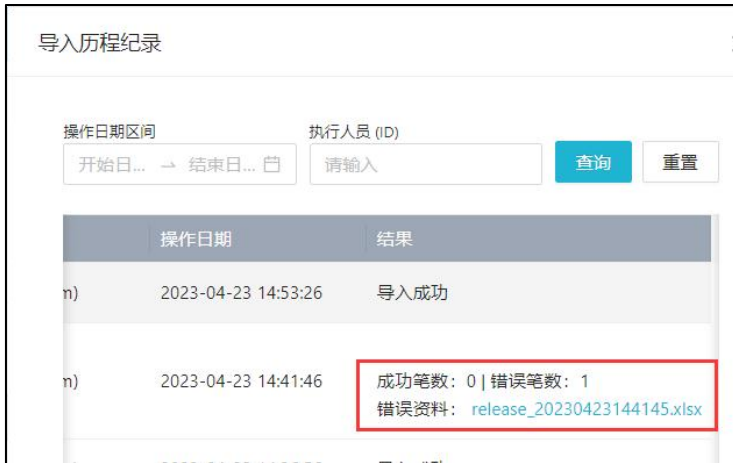 导入历程纪录
操作日期区间 执行人员 (ID)
开始日... → 结束日... 请输入 查询 重置
操作日期 结果
m) 2023-04-23 14:53:26 导入成功
m) 2023-04-23 14:41:46 成功笔数：0 | 错误笔数：1
错误资料： release_20230423144145.xlsx